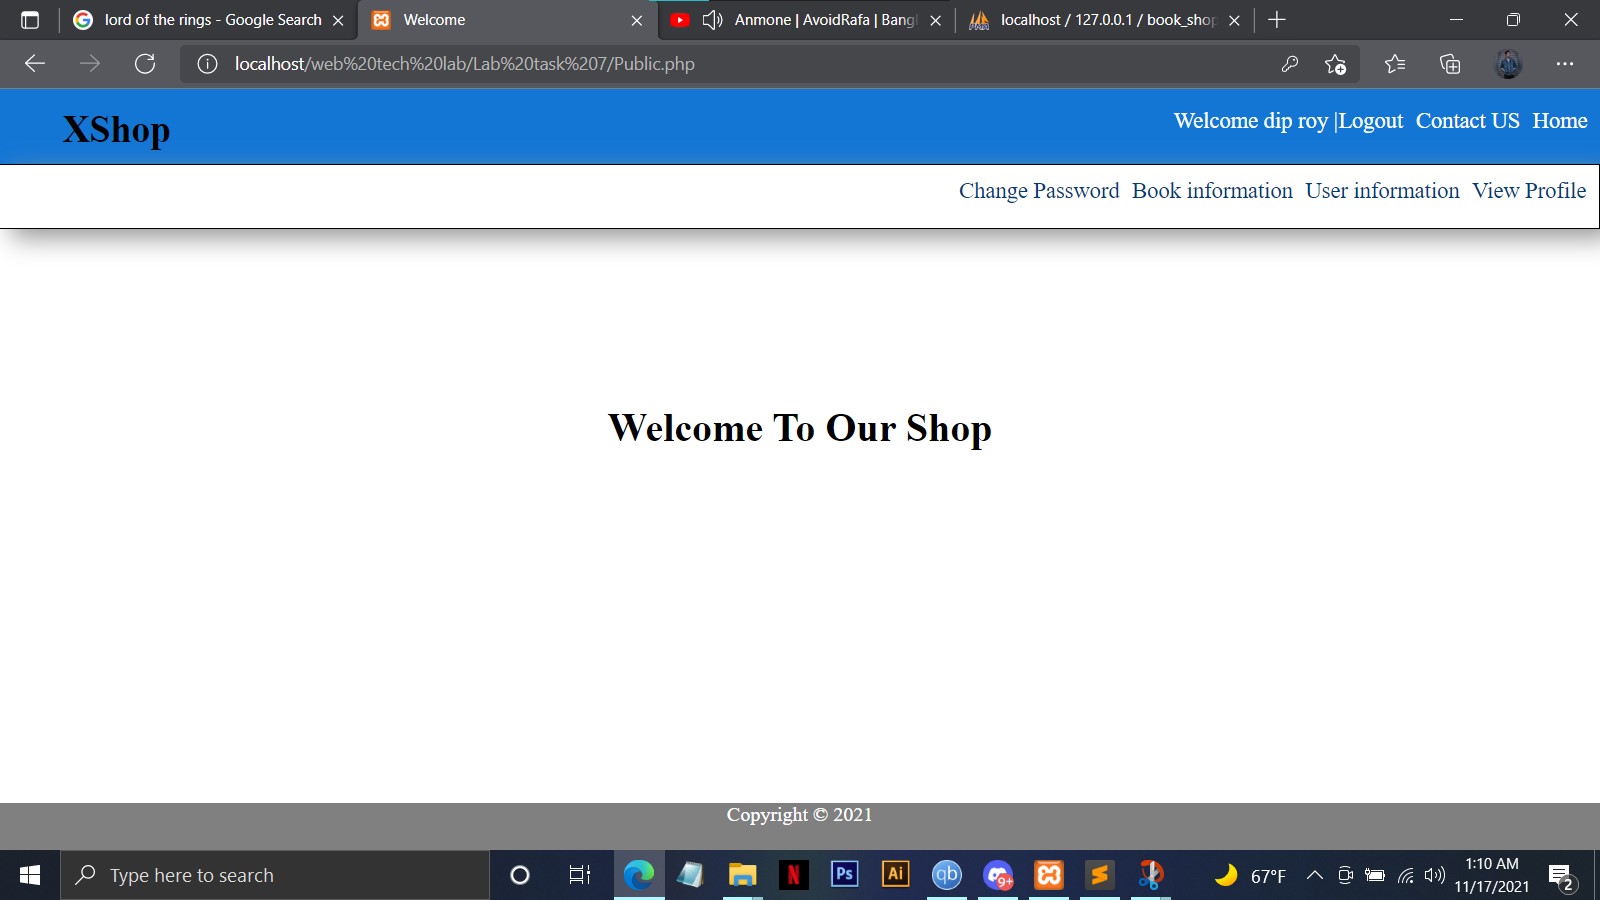 lord of the rings - Google Search
Welcome
Anmone | AvoidRafa | Bangl
localhost / 127.0.0.1 / book_shop
localhost/web%20tech%20lab/Lab%20task%207/Public.php
XShop
Welcome dip roy |Logout Contact US Home
Change Password Book information User information View Profile
Welcome To Our Shop
Copyright © 2021
Type here to search
N
Ps
Ai
qb
9+
67°F
1:10 AM
11/17/2021
2